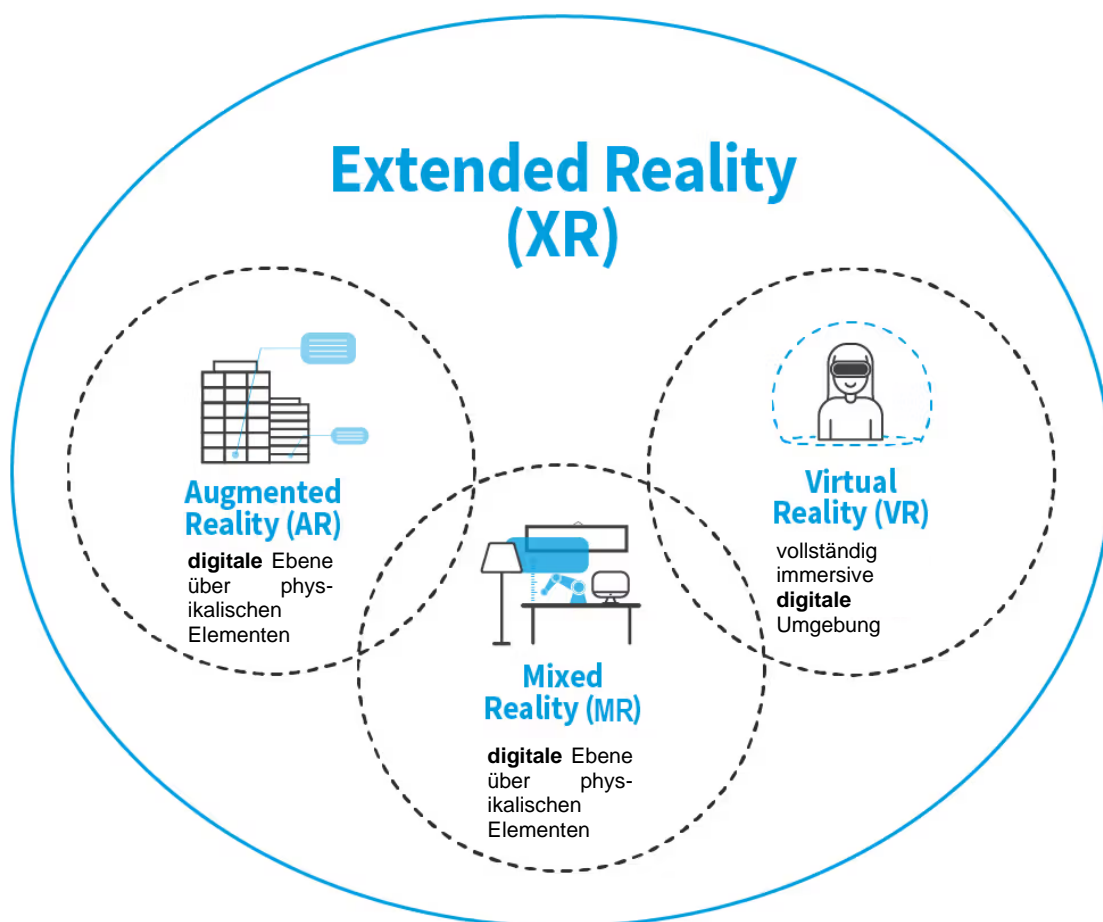 Extended Reality
(XR)
Augmented
Reality (AR)
digitale Ebene
über phys-
ikalischen
Elementen
Virtual
Reality (VR)
vollständig
immersive
digitale
Umgebung
Mixed
Reality (MR)
digitale Ebene
über phys-
ikalischen
Elementen